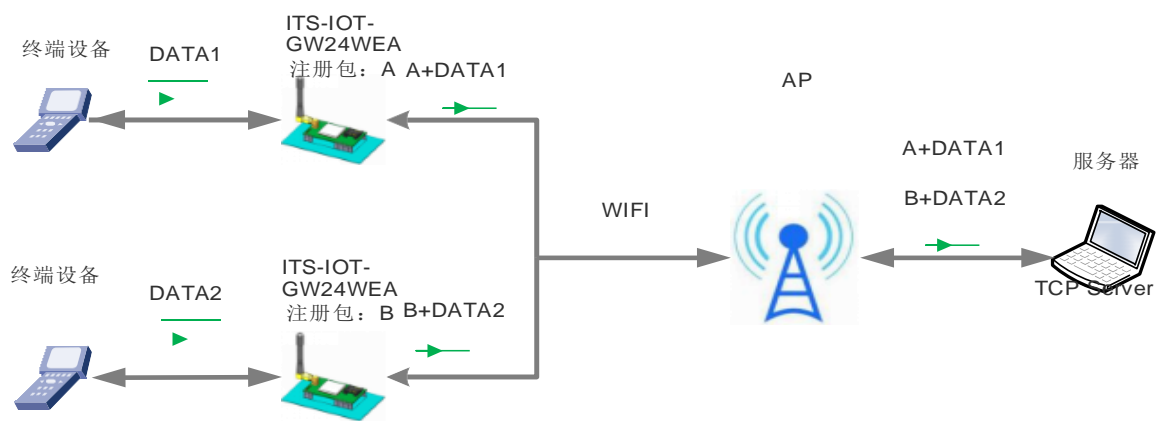 终端设备
DATA1
ITS-IOT-
GW24WEA
注册包：A
A+DATA1
AP
A+DATA1
B+DATA2
服务器
WIFI
TCP Server
终端设备
DATA2
ITS-IOT-
GW24WEA
注册包：B
B+DATA2